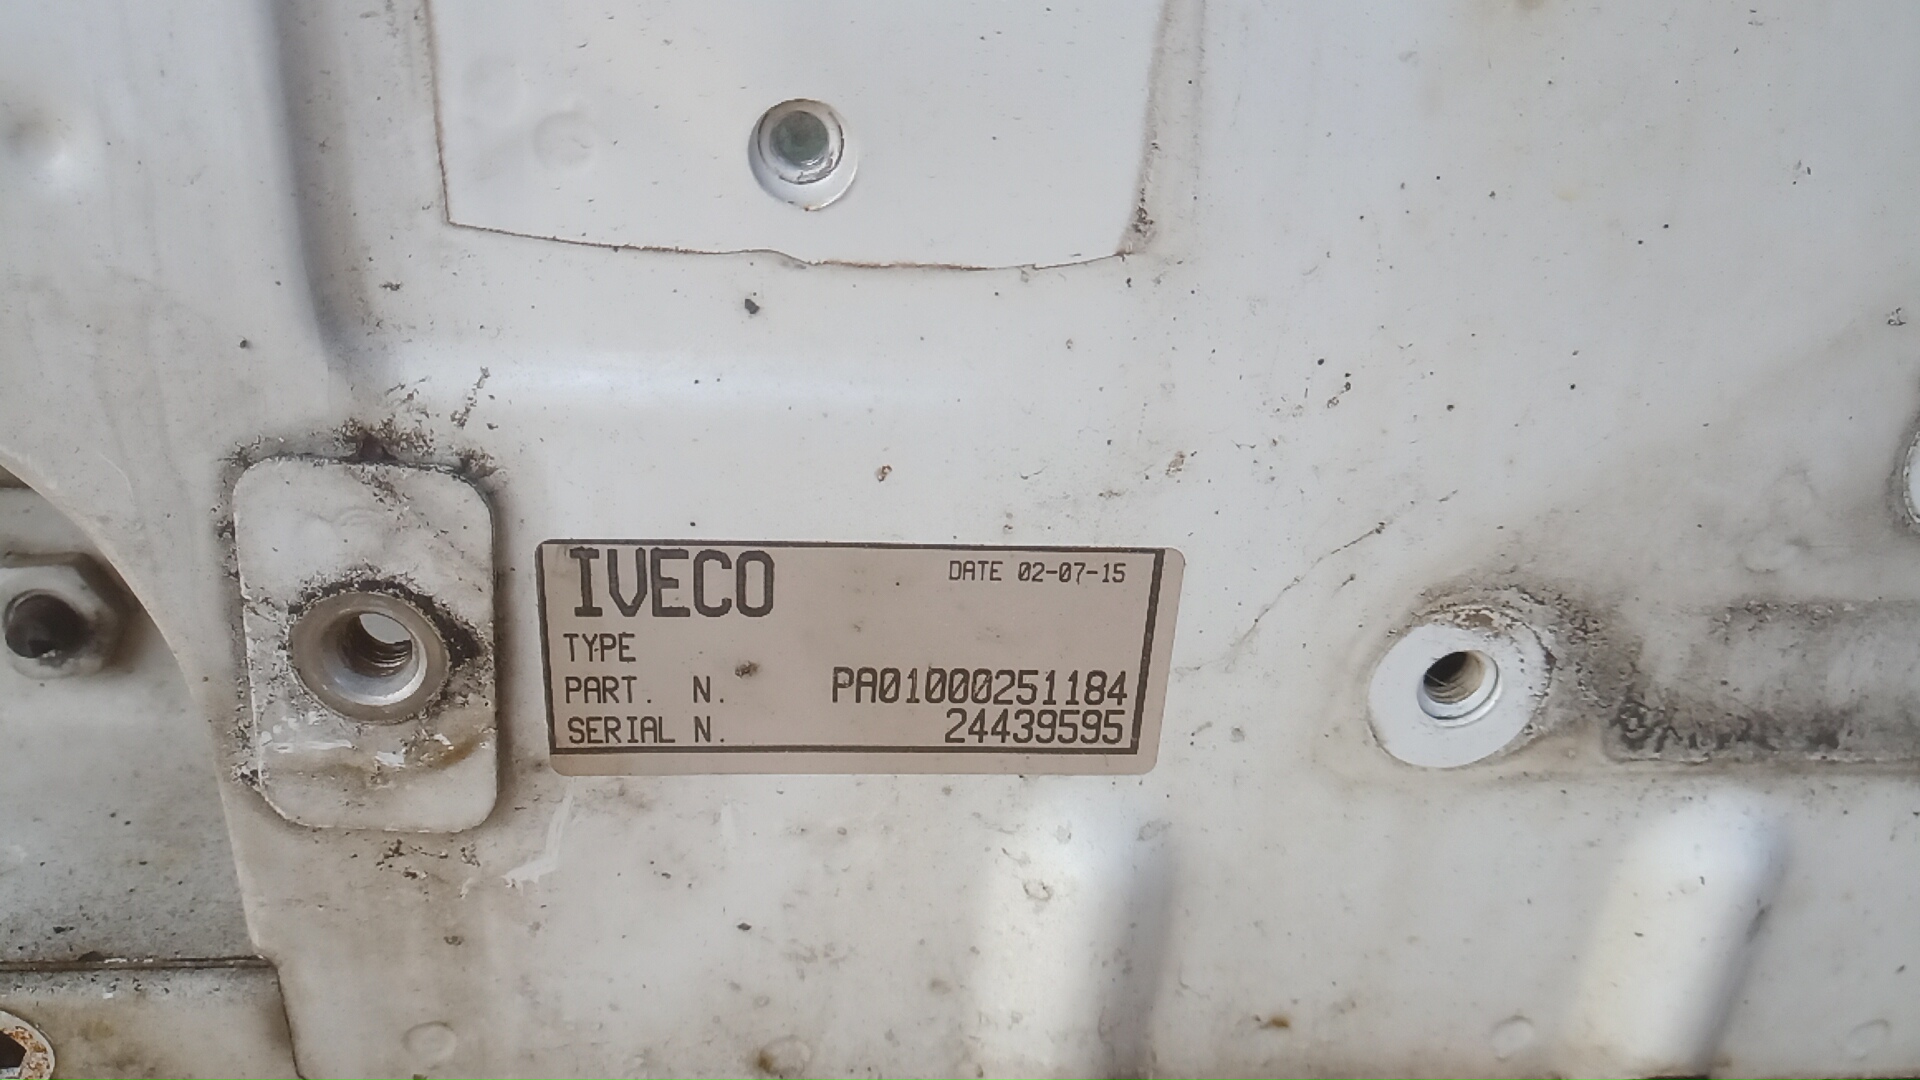 IVECO
DATE 02-07-15
TYPE
PART. N. PA01000251184
SERIAL N. 24439595